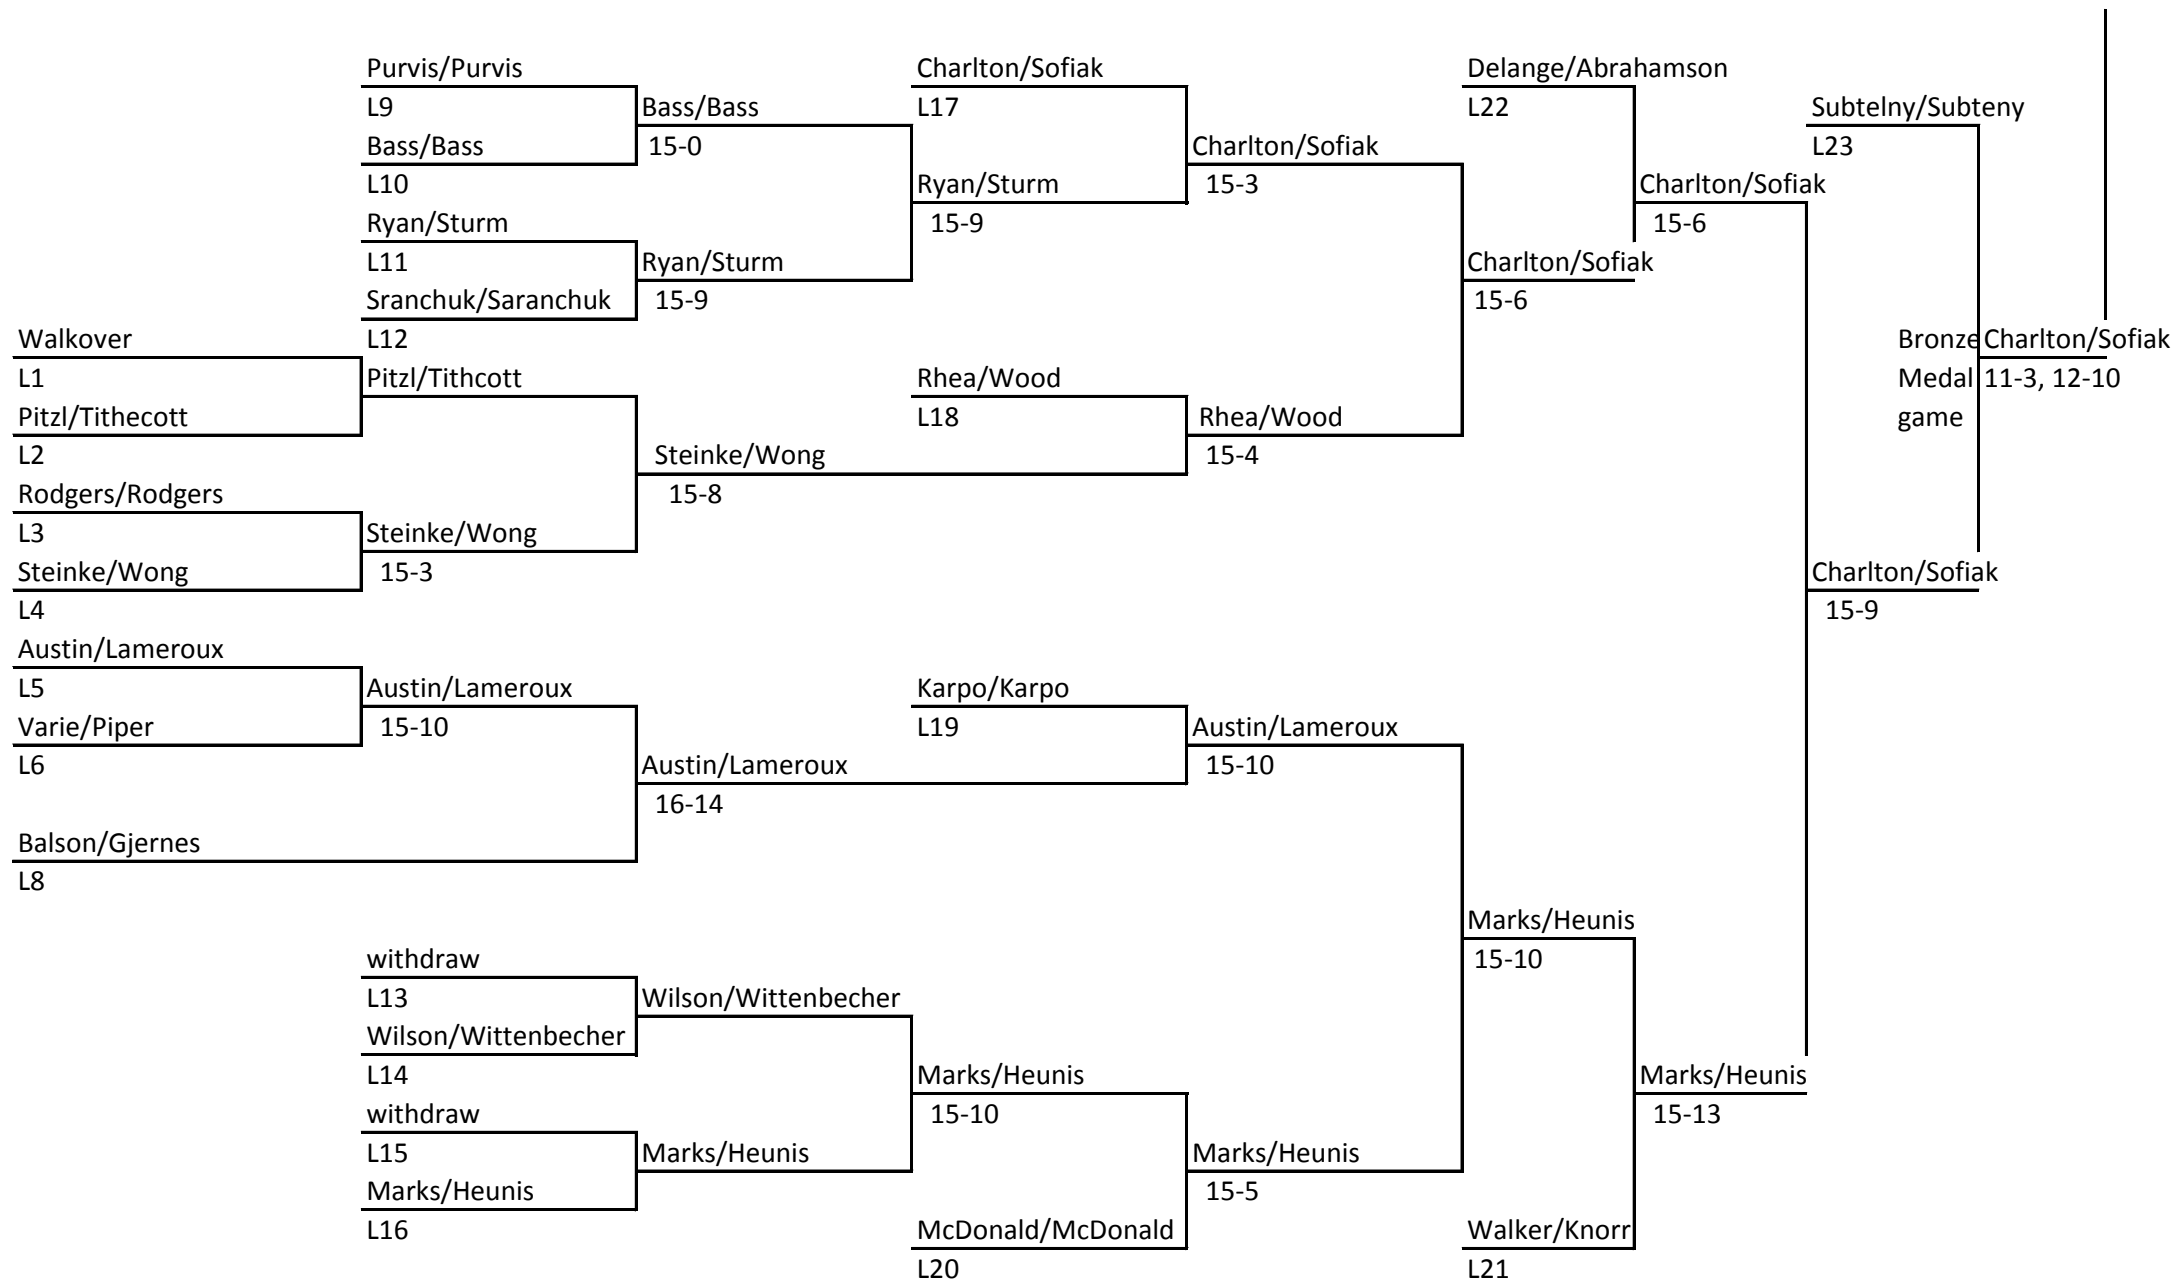 Purvis/Purvis
Charlton/Sofiak
Delange/Abrahamson
L9
Bass/Bass
L17
L22
Subtelny/Subteny
Bass/Bass
15-0
Charlton/Sofiak
L23
L10
Ryan/Sturm
15-3
Charlton/Sofiak
Ryan/Sturm
15-9
15-6
L11
Ryan/Sturm
Charlton/Sofiak
Sranchuk/Saranchuk
15-9
15-6
Walkover
L12
Bronze
Charlton/Sofiak
L1
Pitzl/Tithcott
Rhea/Wood
Medal
11-3, 12-10
Pitzl/Tithecott
L18
Rhea/Wood
game
L2
Steinke/Wong
15-4
Rodgers/Rodgers
15-8
L3
Steinke/Wong
Steinke/Wong
15-3
Charlton/Sofiak
L4
15-9
Austin/Lameroux
L5
Austin/Lameroux
Karpo/Karpo
Varie/Piper
15-10
L19
Austin/Lameroux
L6
Austin/Lameroux
15-10
16-14
Balson/Gjernes
L8
Marks/Heunis
withdraw
15-10
L13
Wilson/Wittenbecher
Wilson/Wittenbecher
L14
Marks/Heunis
Marks/Heunis
withdraw
15-10
15-13
L15
Marks/Heunis
Marks/Heunis
Marks/Heunis
15-5
L16
McDonald/McDonald
Walker/Knorr
L20
L21